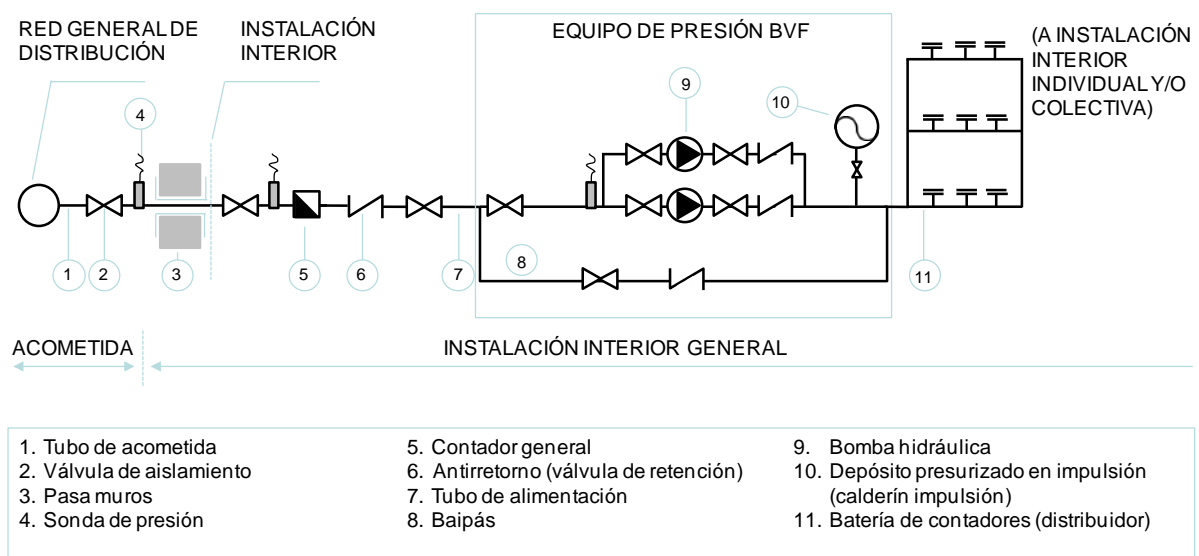 RED GENERAL DE
DISTRIBUCIÓN
INSTALACIÓN
INTERIOR
EQUIPO DE PRESIÓN BVF
(A INSTALACIÓN
INTERIOR
INDIVIDUAL Y/O
COLECTIVA)
9
10
4
1
2
3
5
6
7
8
11
ACOMETIDA
INSTALACIÓN INTERIOR GENERAL
1. Tubo de acometida
2. Válvula de aislamiento
3. Pasa muros
4. Sonda de presión
5. Contador general
6. Antirretorno (válvula de retención)
7. Tubo de alimentación
8. Baipás
9. Bomba hidráulica
10. Depósito presurizado en impulsión
(calderín impulsión)
11. Batería de contadores (distribuidor)